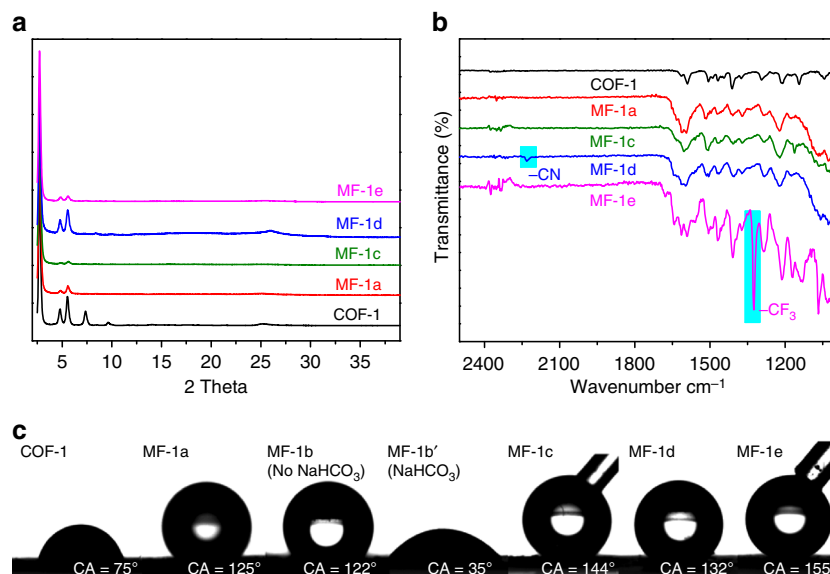 a
MF-1e
MF-1d
MF-1c
MF-1a
COF-1
5 10 15 20 25 30 35
2 Theta
b
COF-1
MF-1a
MF-1c
MF-1d
–CN
MF-1e
–CF₃
Transmittance (%)
2400 2100 1800 1500 1200
Wavenumber cm⁻¹
c
COF-1 MF-1a MF-1b MF-1b′ MF-1c MF-1d MF-1e
(No NaHCO₃) (NaHCO₃)
CA = 75° CA = 125° CA = 122° CA = 35° CA = 144° CA = 132° CA = 155°